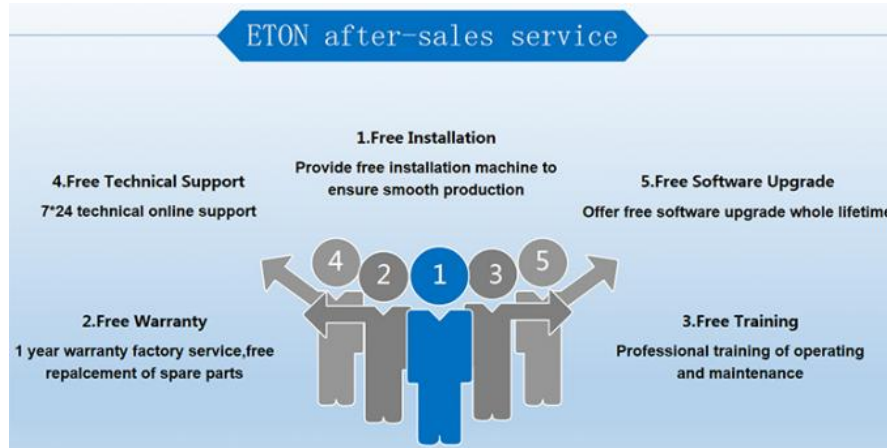 ETON after-sales service
1.Free Installation
Provide free installation machine to
ensure smooth production
4.Free Technical Support
7*24 technical online support
5.Free Software Upgrade
Offer free software upgrade whole lifetime
4
2
1
3
5
2.Free Warranty
1 year warranty factory service,free
repalcement of spare parts
3.Free Training
Professional training of operating
and maintenance